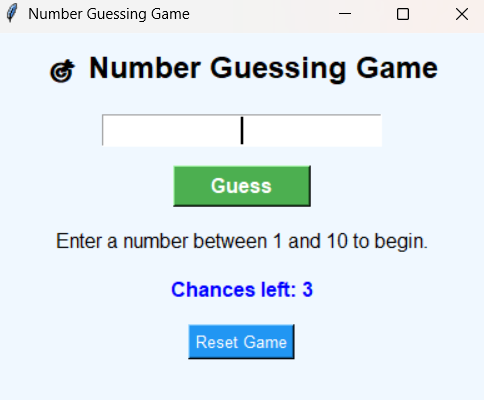 Number Guessing Game
🎯 Number Guessing Game
Guess
Enter a number between 1 and 10 to begin.
Chances left: 3
Reset Game